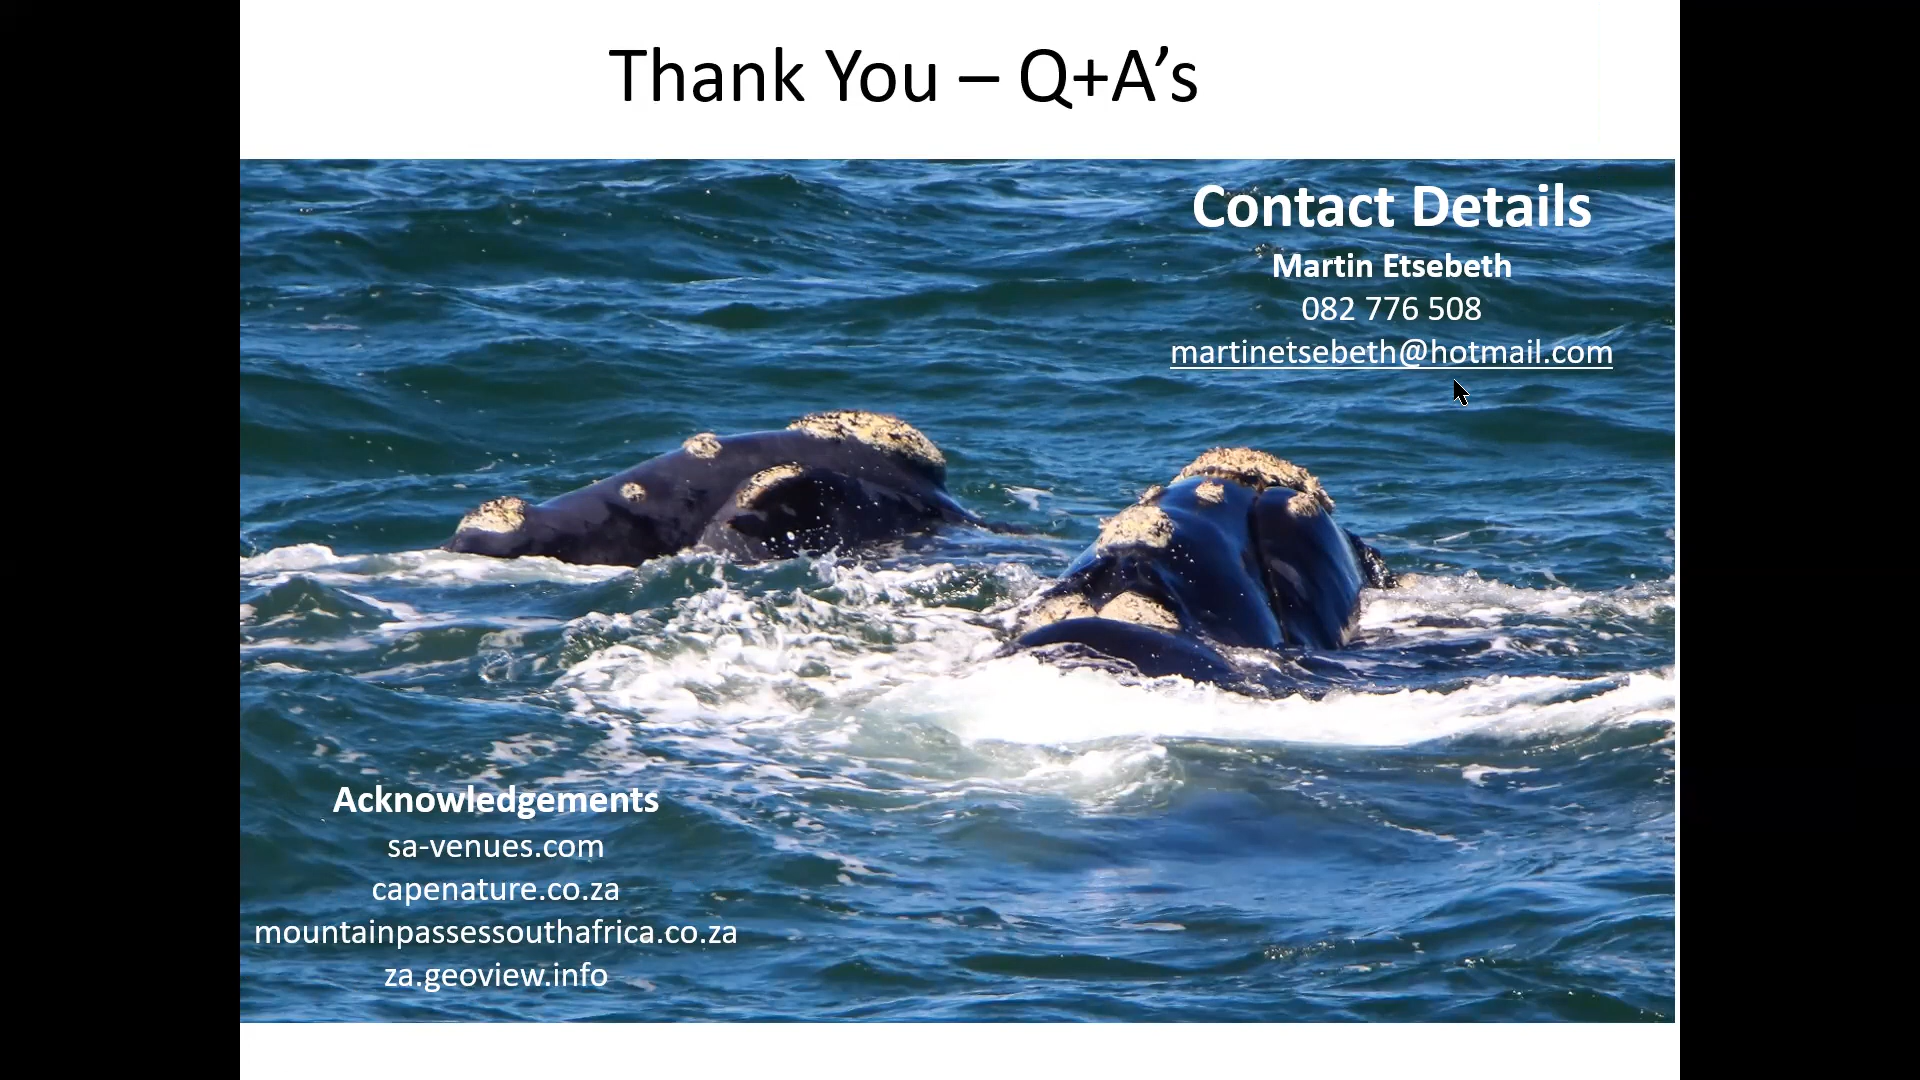 Thank You – Q+A’s
Contact Details
Martin Etsebeth
082 776 508
martinetsebeth@hotmail.com
Acknowledgements
sa-venues.com
capenature.co.za
mountainpassessouthafrica.co.za
za.geoview.info